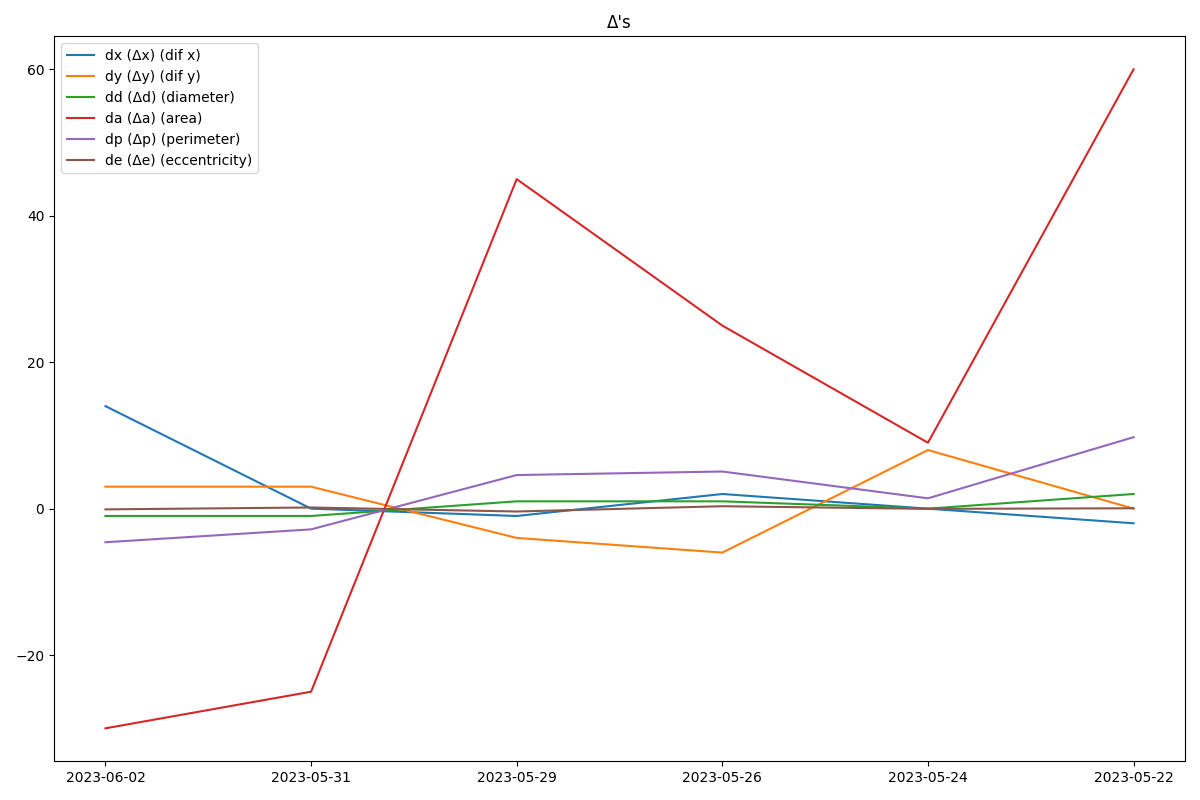 Δ's
dx (Δx) (dif x)
dy (Δy) (dif y)
dd (Δd) (diameter)
da (Δa) (area)
dp (Δp) (perimeter)
de (Δe) (eccentricity)
60
40
20
0
−20
2023-06-02 2023-05-31 2023-05-29 2023-05-26 2023-05-24 2023-05-22